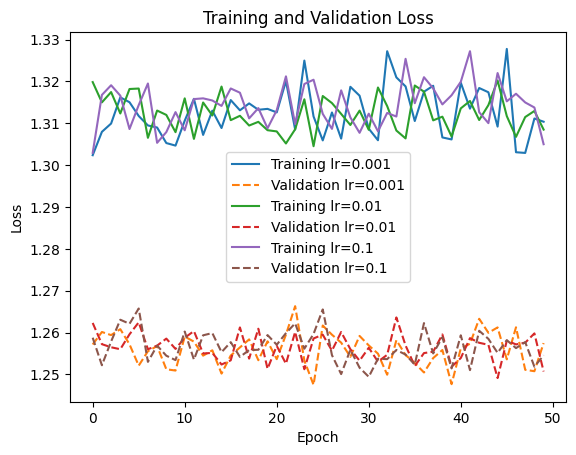 Training and Validation Loss
1.33
1.32
1.31
1.30
1.29
1.28
1.27
1.26
1.25
Loss
Training lr=0.001
Validation lr=0.001
Training lr=0.01
Validation lr=0.01
Training lr=0.1
Validation lr=0.1
0 10 20 30 40 50
Epoch